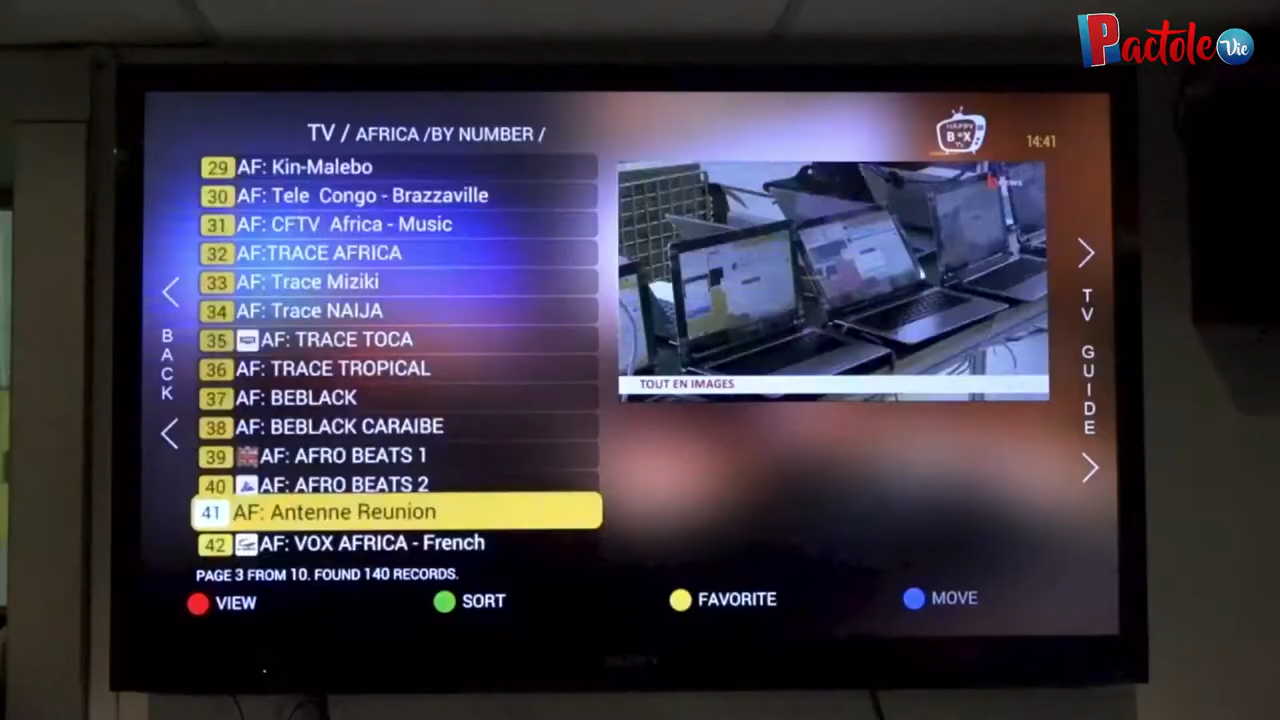 Pactole Vie
TV / AFRICA /BY NUMBER /
HAPPY
B X
TV
14:41
29 AF: Kin-Malebo
30 AF: Tele Congo - Brazzaville
31 AF: CFTV Africa - Music
32 AF:TRACE AFRICA
33 AF: Trace Miziki
34 AF: Trace NAIJA
35 AF: TRACE TOCA
36 AF: TRACE TROPICAL
37 AF: BEBLACK
38 AF: BEBLACK CARAIBE
39 AF: AFRO BEATS 1
40 AF: AFRO BEATS 2
41 AF: Antenne Reunion
42 AF: VOX AFRICA - French
PAGE 3 FROM 10. FOUND 140 RECORDS.
VIEW
SORT
FAVORITE
MOVE
BACK
TOUT EN IMAGES
TV GUIDE
SONY